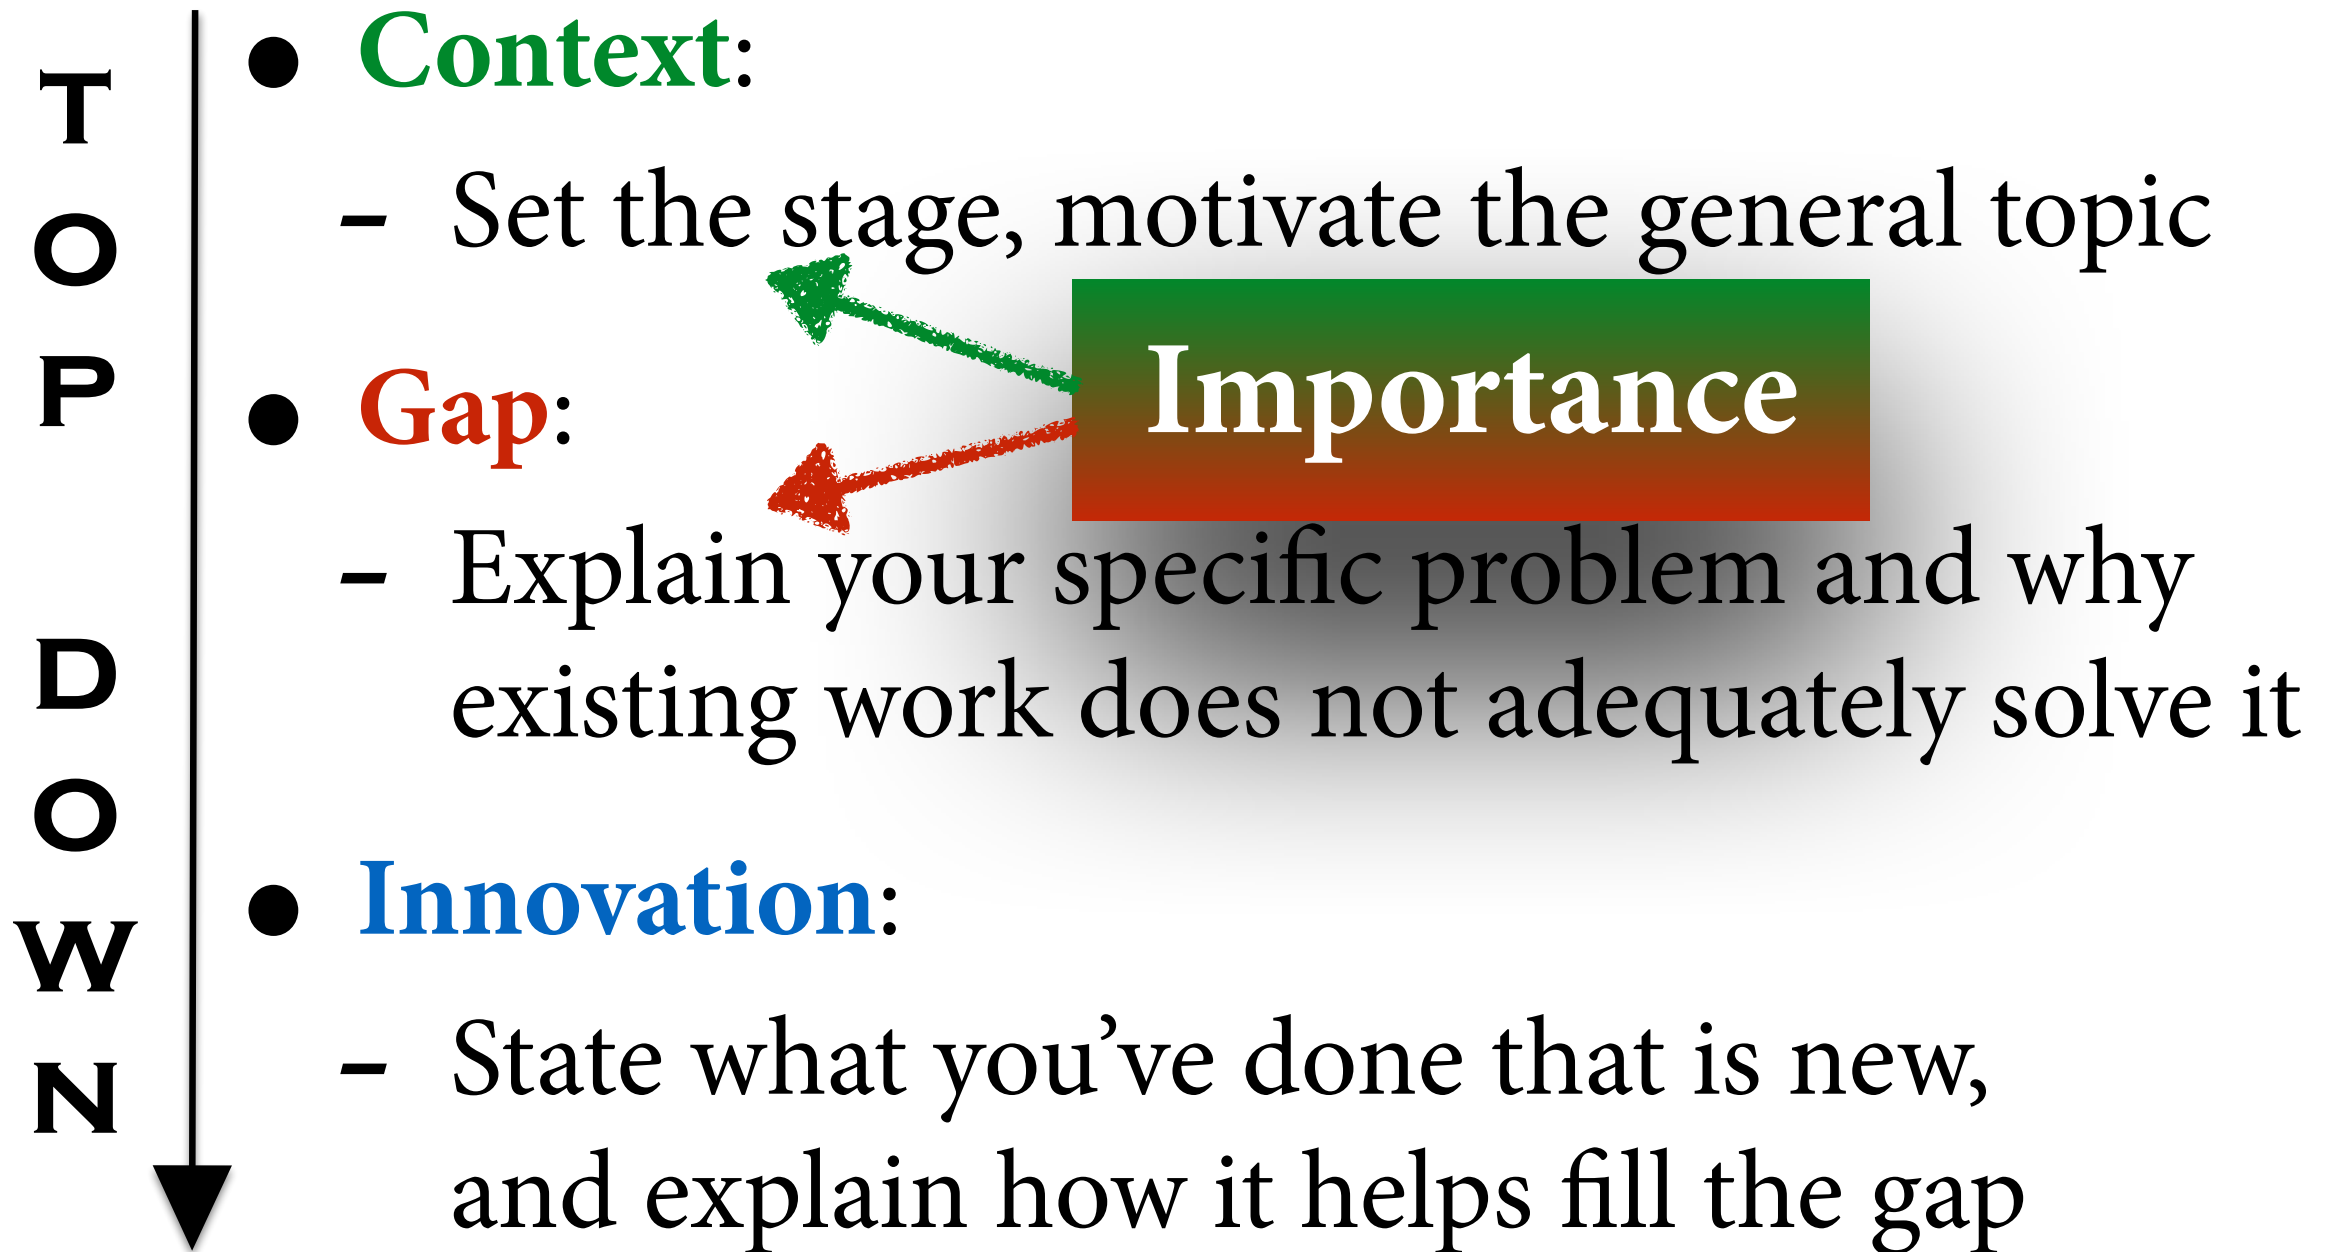 TOP DOWN
• Context:
– Set the stage, motivate the general topic
Importance
• Gap:
– Explain your specific problem and why
existing work does not adequately solve it
• Innovation:
– State what you’ve done that is new,
and explain how it helps fill the gap